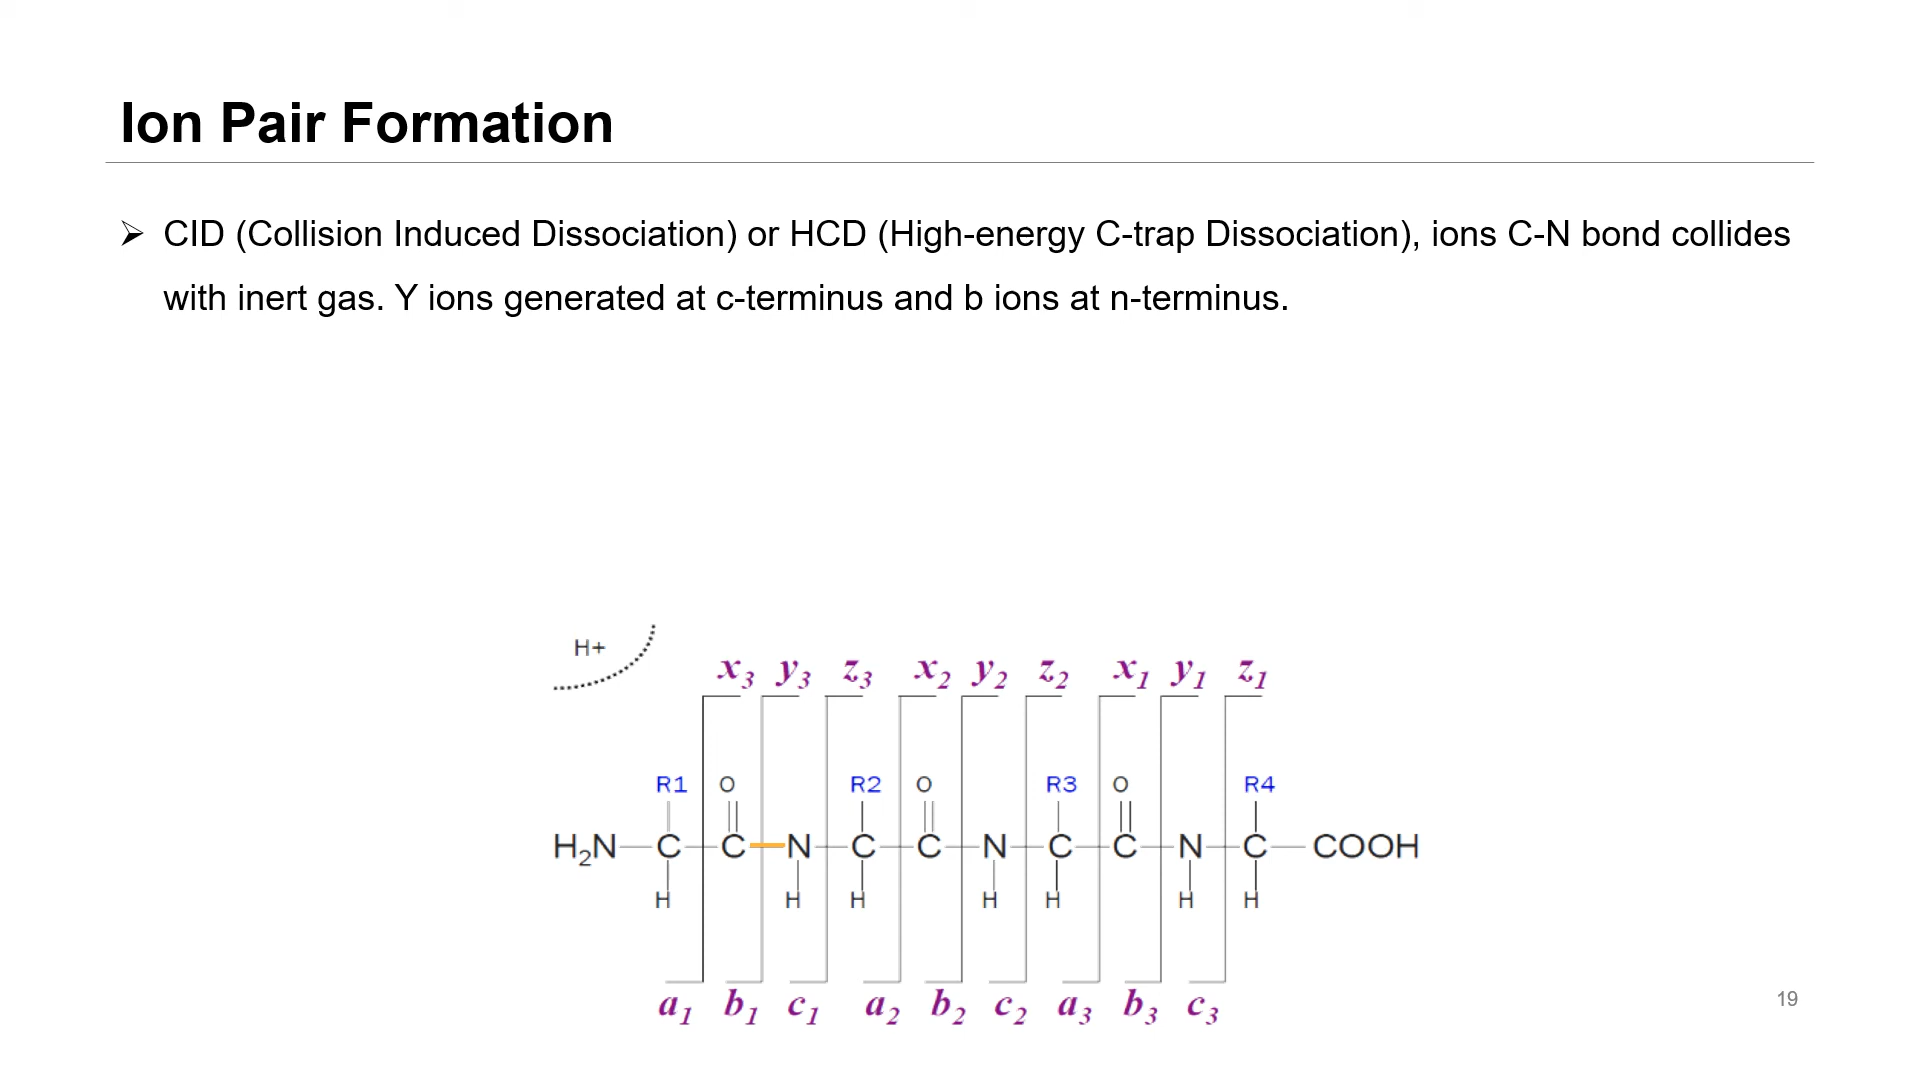 Ion Pair Formation
➢ CID (Collision Induced Dissociation) or HCD (High-energy C-trap Dissociation), ions C-N bond collides
with inert gas. Y ions generated at c-terminus and b ions at n-terminus.
H+
x3 y3 z3 x2 y2 z2 x1 y1 z1
R1 O R2 O R3 O R4
H2N C C N C C N C C N C COOH
H H H H H H H
a1 b1 c1 a2 b2 c2 a3 b3 c3
19